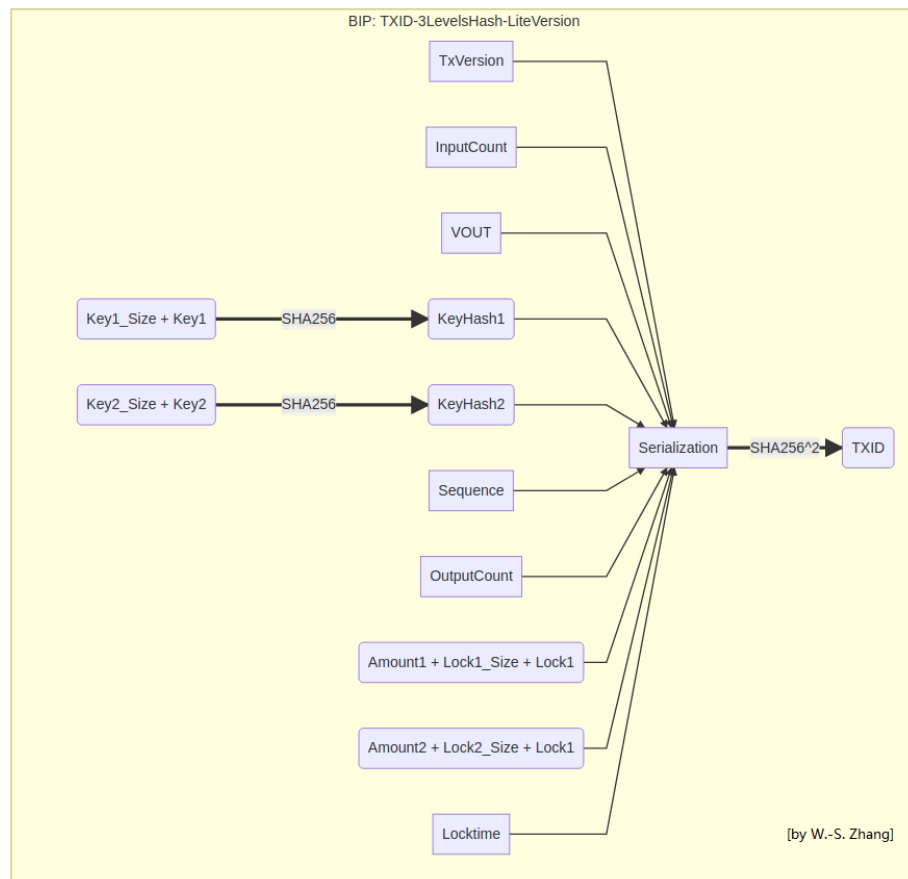 BIP: TXID-3LevelsHash-LiteVersion
TxVersion
InputCount
VOUT
Key1_Size + Key1
SHA256
KeyHash1
Key2_Size + Key2
SHA256
KeyHash2
Serialization
SHA256^2
TXID
Sequence
OutputCount
Amount1 + Lock1_Size + Lock1
Amount2 + Lock2_Size + Lock1
Locktime
[by W.-S. Zhang]